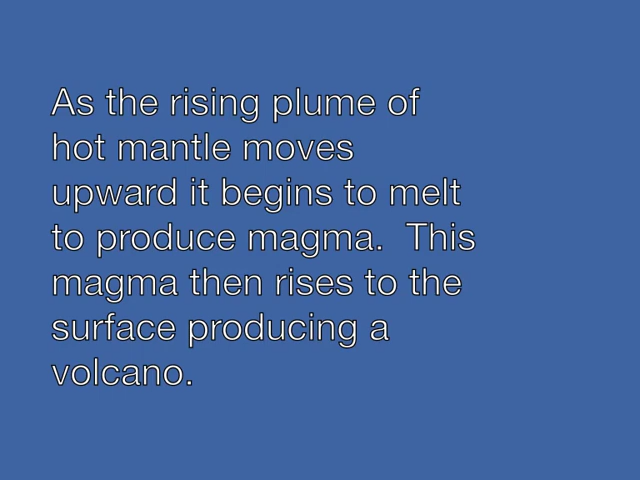 As the rising plume of
hot mantle moves
upward it begins to melt
to produce magma.  This
magma then rises to the
surface producing a
volcano.